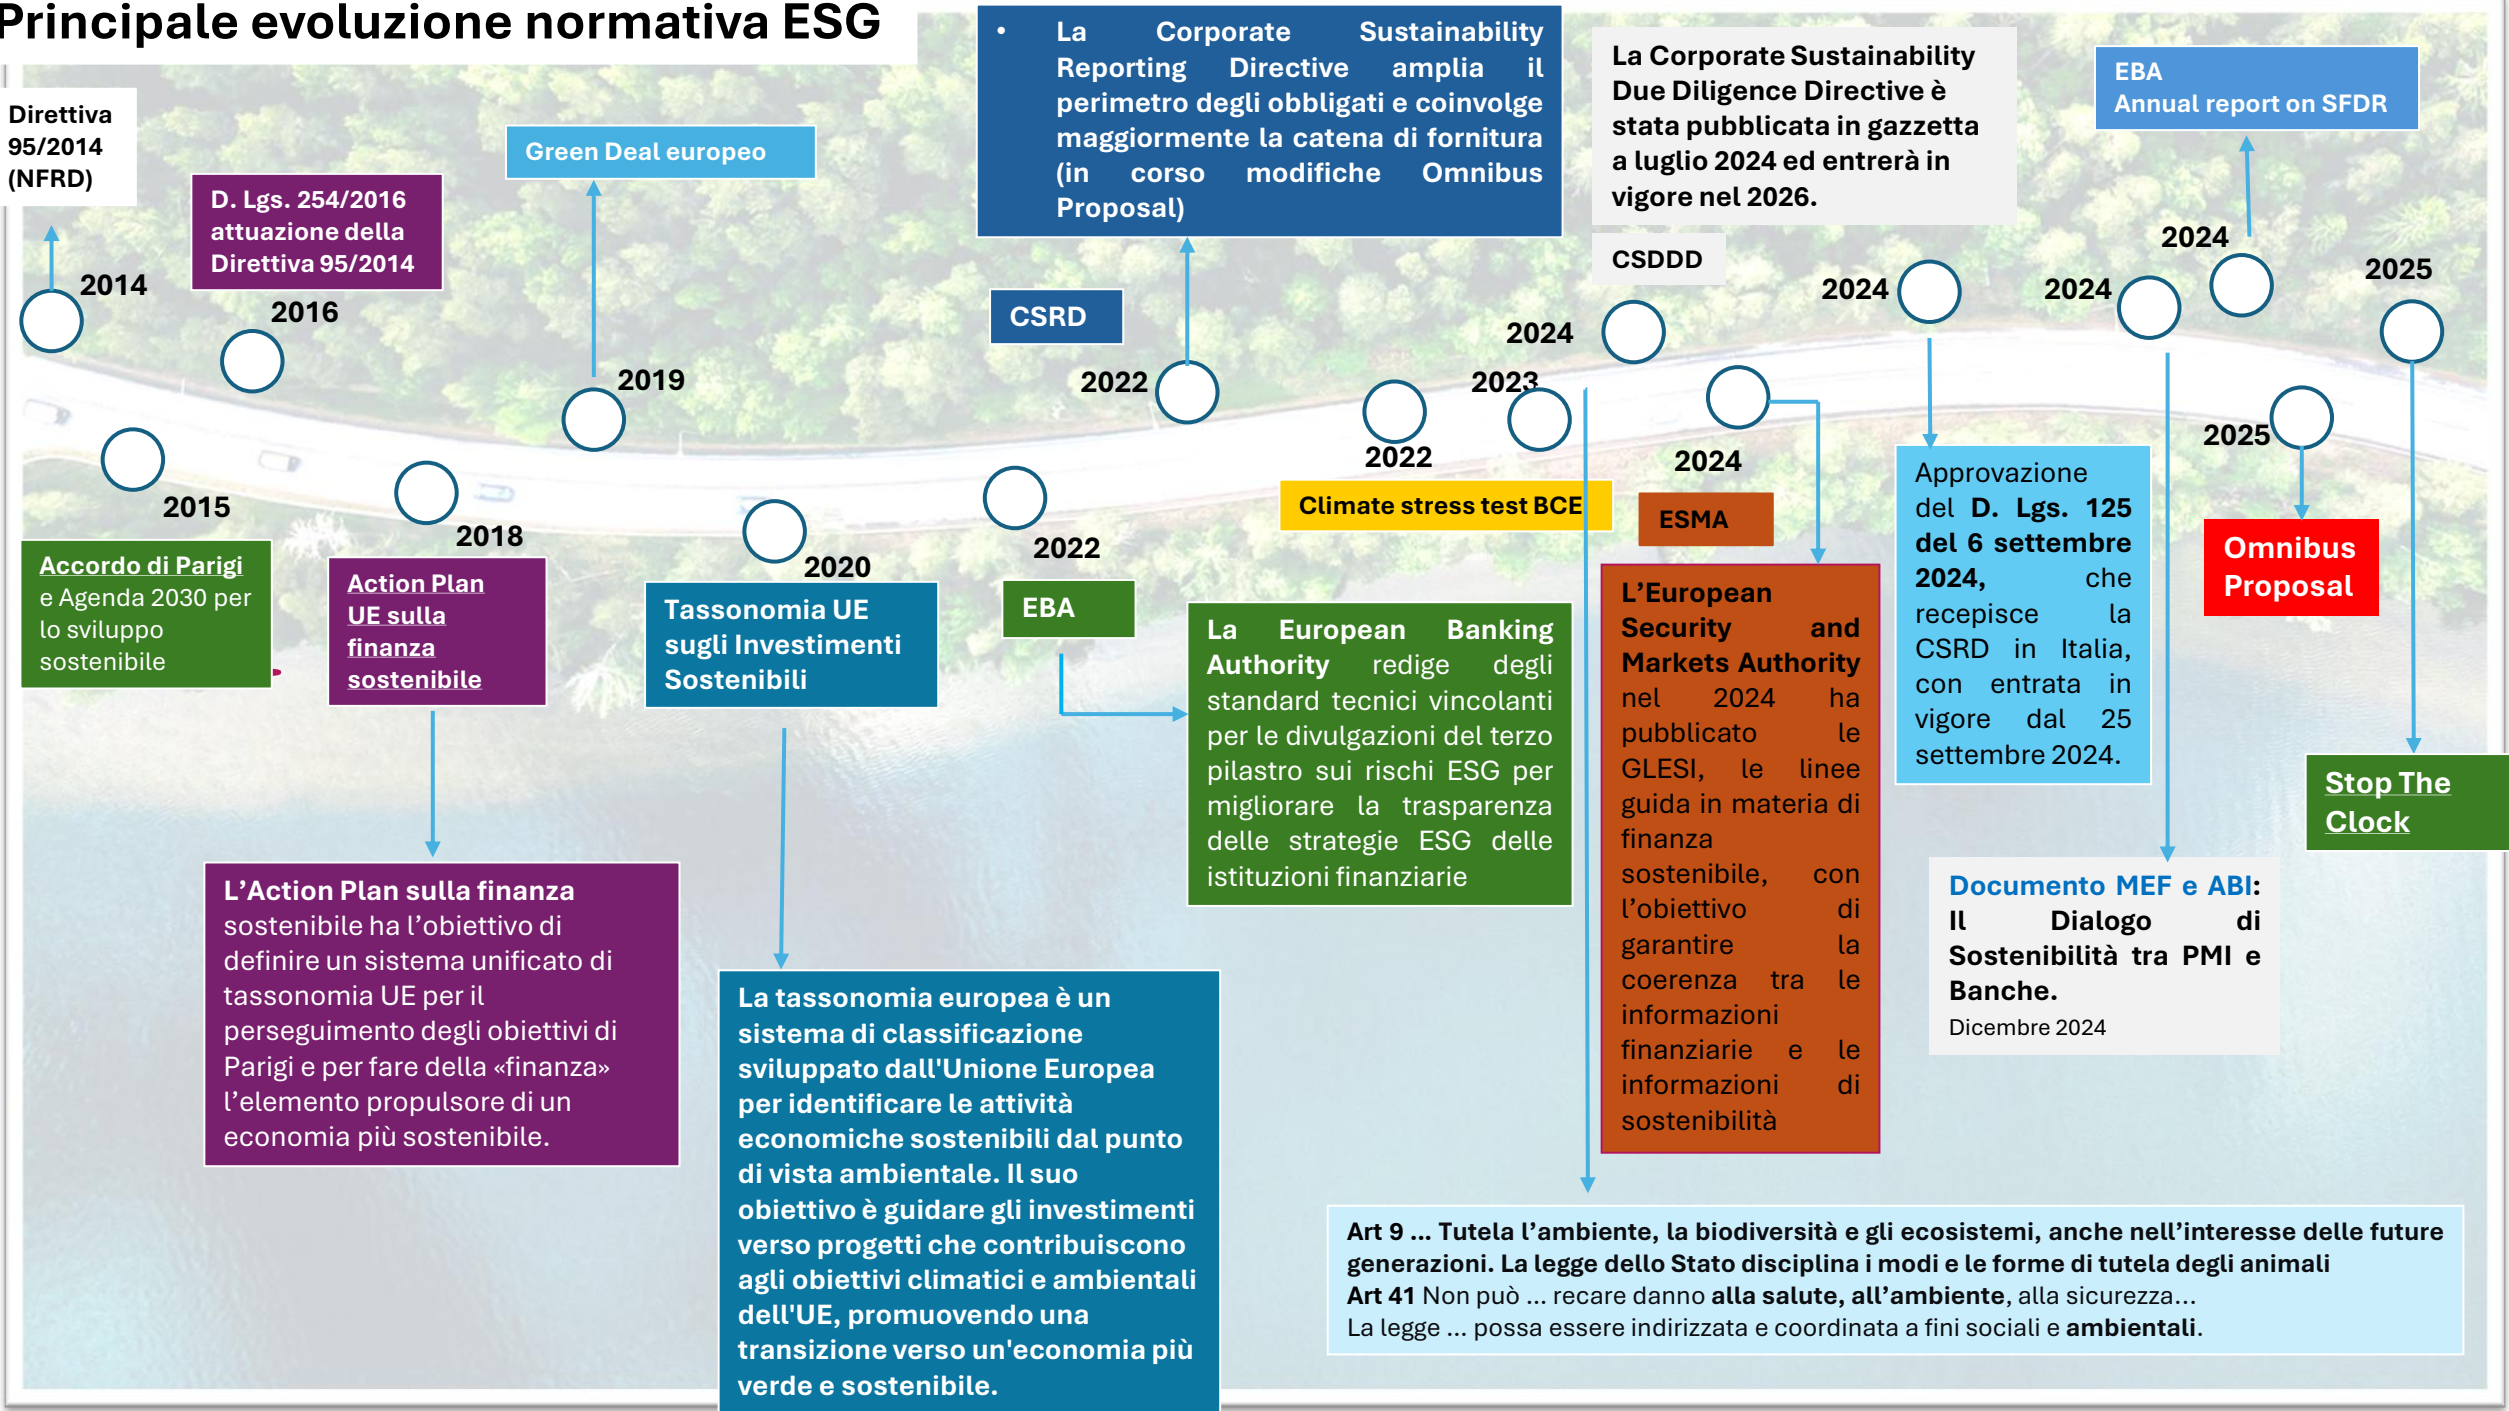 Principale evoluzione normativa ESG
Direttiva
95/2014
(NFRD)
2014
D. Lgs. 254/2016
attuazione della
Direttiva 95/2014
2016
Green Deal europeo
2019
• La Corporate Sustainability
Reporting Directive amplia il
perimetro degli obbligati e coinvolge
maggiormente la catena di fornitura
(in corso modifiche Omnibus
Proposal)
CSRD
2022
La Corporate Sustainability
Due Diligence Directive è
stata pubblicata in gazzetta
a luglio 2024 ed entrerà in
vigore nel 2026.
CSDDD
2024
EBA
Annual report on SFDR
2024
2024
2024
2025
2023
2022
Climate stress test BCE
2024
ESMA
2025
Omnibus
Proposal
2015
Accordo di Parigi
e Agenda 2030 per
lo sviluppo
sostenibile
2018
Action Plan
UE sulla
finanza
sostenibile
2020
Tassonomia UE
sugli Investimenti
Sostenibili
2022
EBA
La European Banking
Authority redige degli
standard tecnici vincolanti
per le divulgazioni del terzo
pilastro sui rischi ESG per
migliorare la trasparenza
delle strategie ESG delle
istituzioni finanziarie
L’European
Security and
Markets Authority
nel 2024 ha
pubblicato le
GLESI, le linee
guida in materia di
finanza
sostenibile, con
l’obiettivo di
garantire la
coerenza tra le
informazioni
finanziarie e le
informazioni di
sostenibilità
Approvazione
del D. Lgs. 125
del 6 settembre
2024, che
recepisce la
CSRD in Italia,
con entrata in
vigore dal 25
settembre 2024.
Stop The
Clock
Documento MEF e ABI:
Il Dialogo di
Sostenibilità tra PMI e
Banche.
Dicembre 2024
L’Action Plan sulla finanza
sostenibile ha l’obiettivo di
definire un sistema unificato di
tassonomia UE per il
perseguimento degli obiettivi di
Parigi e per fare della «finanza»
l’elemento propulsore di un
economia più sostenibile.
La tassonomia europea è un
sistema di classificazione
sviluppato dall'Unione Europea
per identificare le attività
economiche sostenibili dal punto
di vista ambientale. Il suo
obiettivo è guidare gli investimenti
verso progetti che contribuiscono
agli obiettivi climatici e ambientali
dell'UE, promuovendo una
transizione verso un'economia più
verde e sostenibile.
Art 9 ... Tutela l’ambiente, la biodiversità e gli ecosistemi, anche nell’interesse delle future
generazioni. La legge dello Stato disciplina i modi e le forme di tutela degli animali
Art 41 Non può ... recare danno alla salute, all’ambiente, alla sicurezza...
La legge ... possa essere indirizzata e coordinata a fini sociali e ambientali.